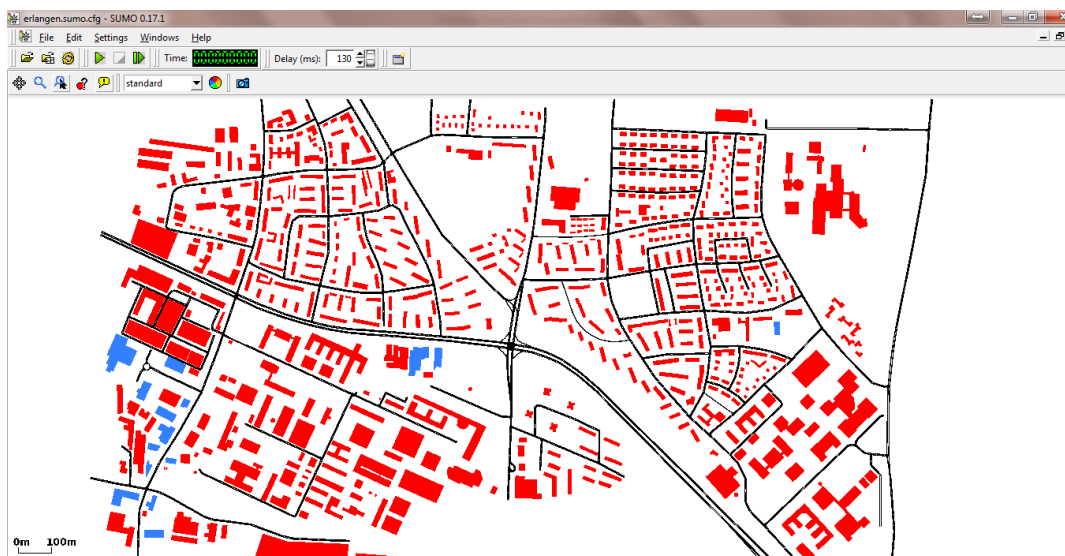 erlangen.sumo.cfg - SUMO 0.17.1
File Edit Settings Windows Help
Time: Delay (ms): 130
standard
0m 100m